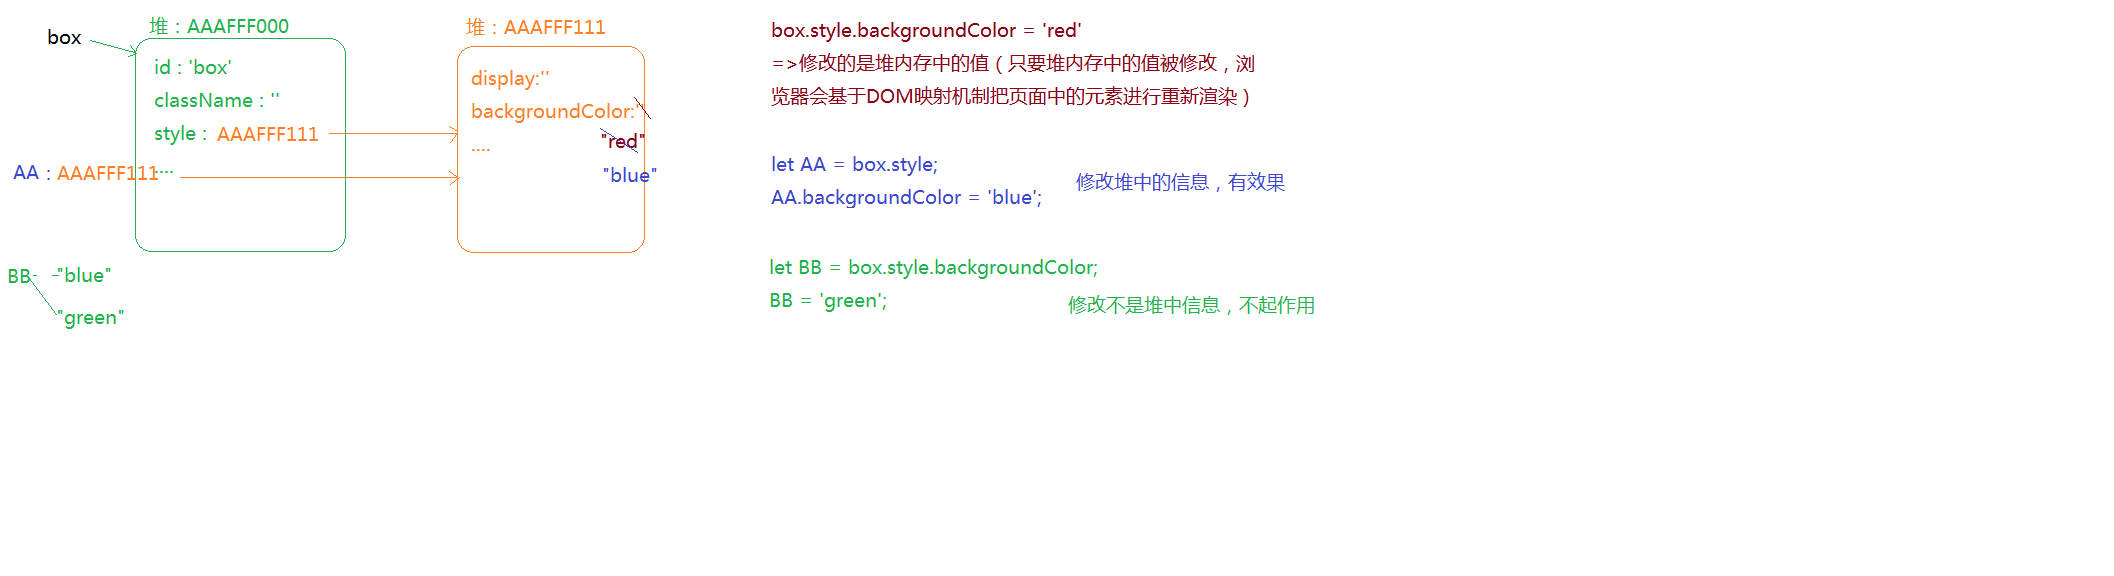 堆：AAAFFF000
box
id : 'box'
className : ''
style : AAAFFF111
....
AA : AAAFFF111
堆：AAAFFF111
display:''
backgroundColor:''
"red"
....
"blue"
BB
"blue"
"green"
box.style.backgroundColor = 'red'
=>修改的是堆内存中的值（只要堆内存中的值被修改，浏
览器会基于DOM映射机制把页面中的元素进行重新渲染）
let AA = box.style;
AA.backgroundColor = 'blue';
修改堆中的信息，有效果
let BB = box.style.backgroundColor;
BB = 'green';
修改不是堆中信息，不起作用